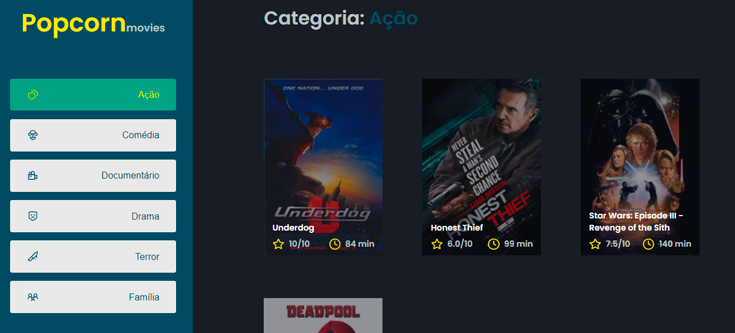 Popcornmovies
Ação
Comédia
Documentário
Drama
Terror
Família
Categoria: Ação
ONE NATION... UNDER DOG
Underdog
Underdog
10/10 84 min
NEVER
STEAL
A MAN'S
SECOND
CHANCE
HONEST
THIEF
Honest Thief
6.0/10 99 min
Star Wars: Episode III -
Revenge of the Sith
7.5/10 140 min
DEADPOOL